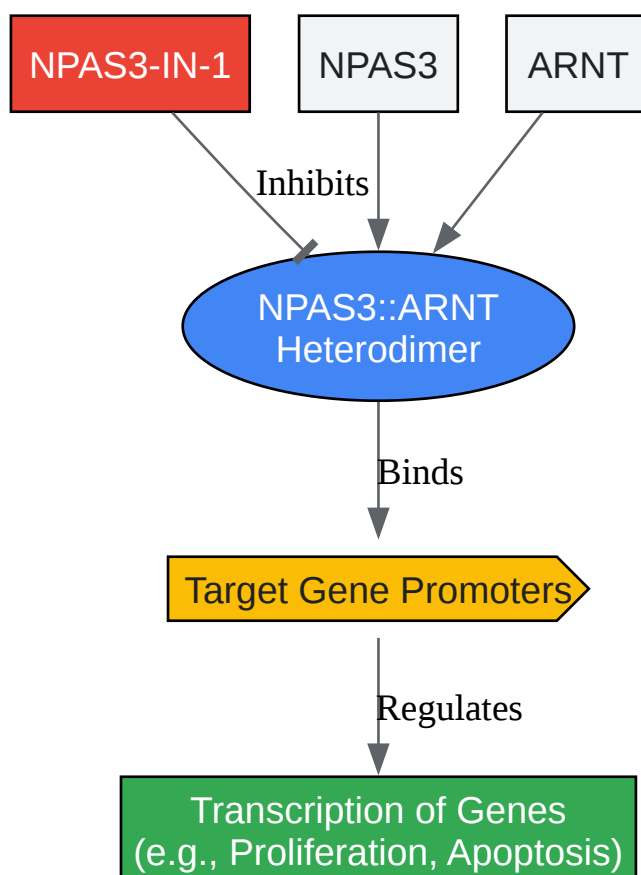 NPAS3-IN-1
NPAS3
ARNT
Inhibits
NPAS3::ARNT
Heterodimer
Binds
Target Gene Promoters
Regulates
Transcription of Genes
(e.g., Proliferation, Apoptosis)